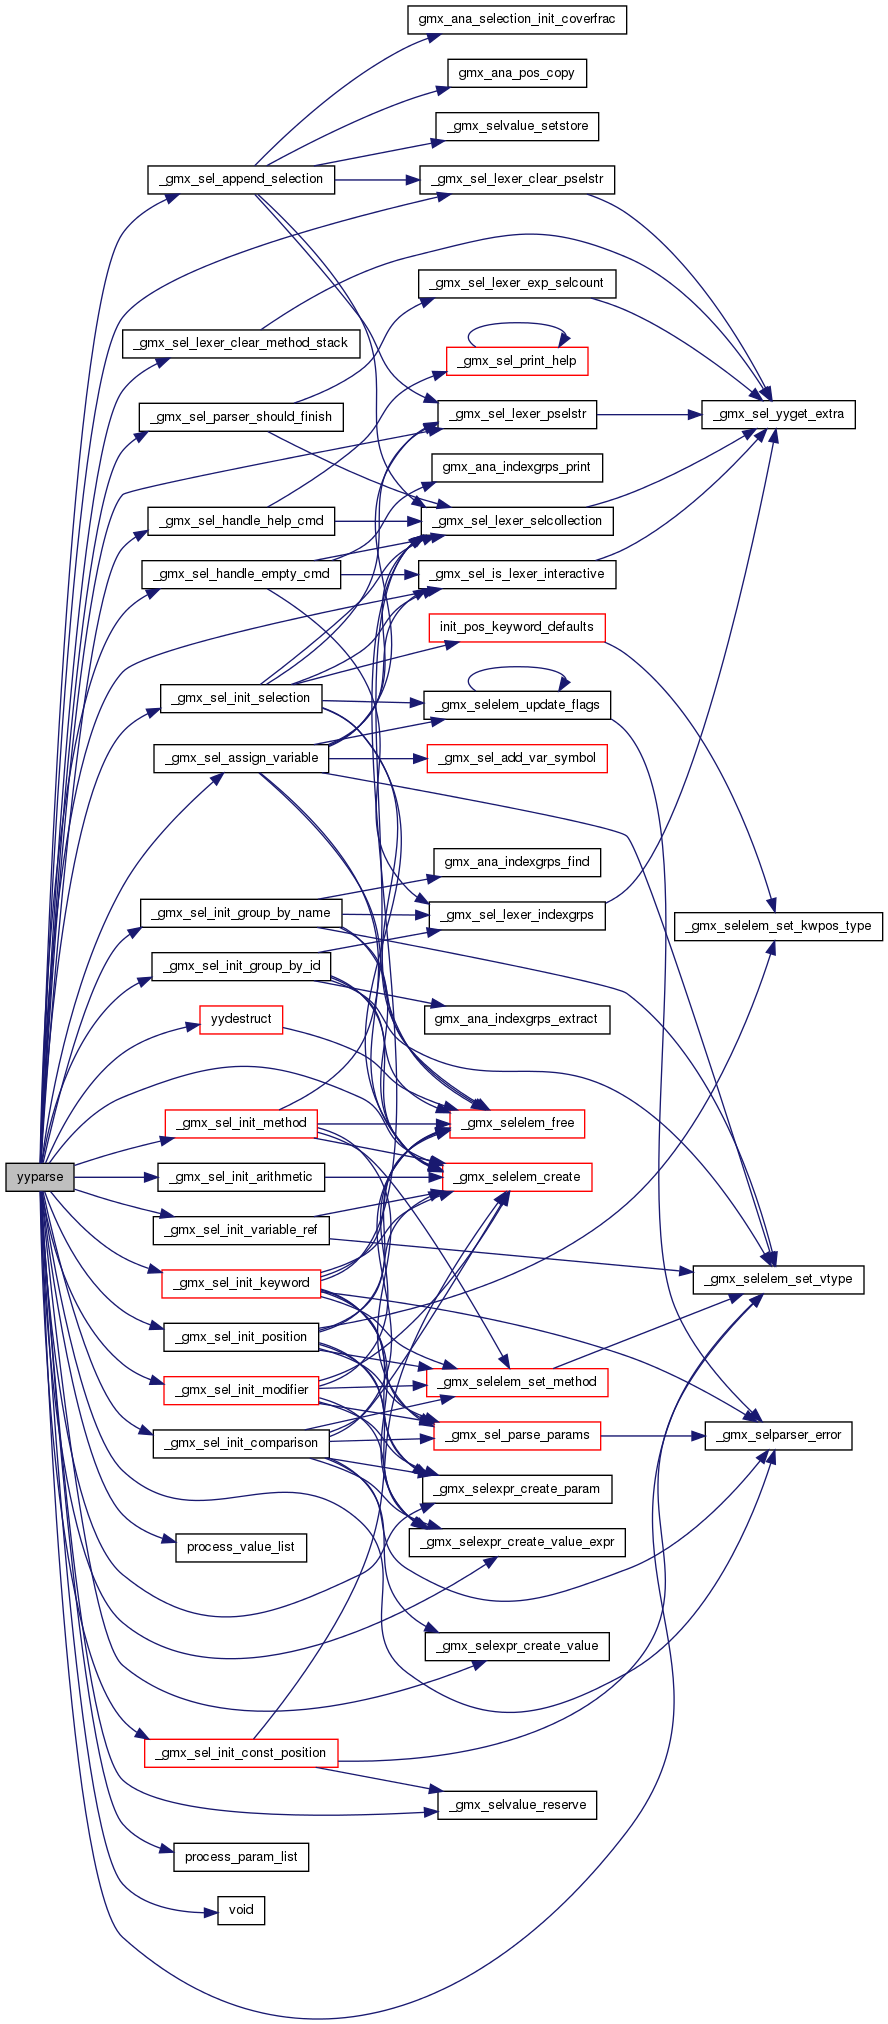 gmx_ana_selection_init_coverfrac
gmx_ana_pos_copy
_gmx_selvalue_setstore
_gmx_sel_append_selection
_gmx_sel_lexer_clear_pselstr
_gmx_sel_lexer_exp_selcount
_gmx_sel_lexer_clear_method_stack
_gmx_sel_print_help
_gmx_sel_parser_should_finish
_gmx_sel_lexer_pselstr
_gmx_sel_yyget_extra
gmx_ana_indexgrps_print
_gmx_sel_handle_help_cmd
_gmx_sel_lexer_selcollection
_gmx_sel_handle_empty_cmd
_gmx_sel_is_lexer_interactive
init_pos_keyword_defaults
_gmx_sel_init_selection
_gmx_selelem_update_flags
_gmx_sel_assign_variable
_gmx_sel_add_var_symbol
gmx_ana_indexgrps_find
_gmx_sel_init_group_by_name
_gmx_sel_lexer_indexgrps
_gmx_selelem_set_kwpos_type
_gmx_sel_init_group_by_id
yydestruct
gmx_ana_indexgrps_extract
_gmx_sel_init_method
_gmx_selelem_free
yyparse
_gmx_sel_init_arithmetic
_gmx_selelem_create
_gmx_sel_init_variable_ref
_gmx_sel_init_keyword
_gmx_selelem_set_vtype
_gmx_sel_init_position
_gmx_sel_init_modifier
_gmx_selelem_set_method
_gmx_sel_init_comparison
_gmx_sel_parse_params
_gmx_selparser_error
_gmx_selexpr_create_param
process_value_list
_gmx_selexpr_create_value_expr
_gmx_selexpr_create_value
_gmx_sel_init_const_position
_gmx_selvalue_reserve
process_param_list
void